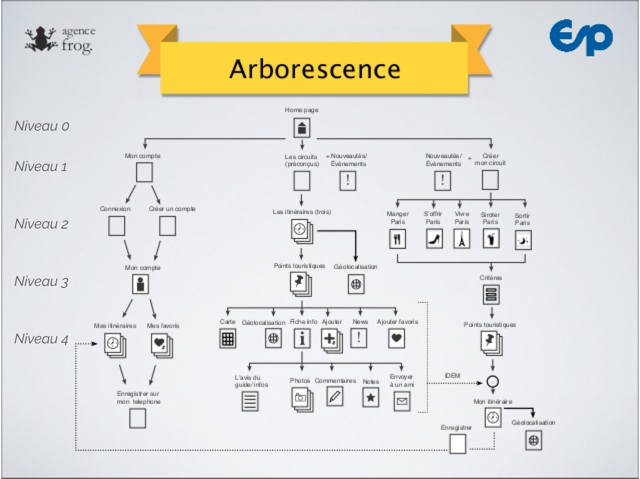 agence
frog.
Esp
Arborescence
Home page
Niveau 0
Mon compte
Les circuits
(préconçus)
+ Nouveautés/
Évènements
Nouveautés/
Évènements
+
Créer
mon circuit
Niveau 1
Connexion
Créer un compte
Les itinéraires (trois)
Manger
Paris
S'offrir
Paris
Vivre
Paris
Siroter
Paris
Sortir
Paris
Niveau 2
Mon compte
Points touristiques
Géolocalisation
Critères
Niveau 3
Mes itinéraires
Mes favoris
Carte
Géolocalisation
Fiche info
Ajouter
News
Ajouter favoris
Points touristiques
Niveau 4
L'avis du
guide/infos
Photos
Commentaires
Notes
Envoyer
à un ami
IDEM
Enregistrer sur
mon telephone
Mon itinéraire
Enregistrer
Géolocalisation